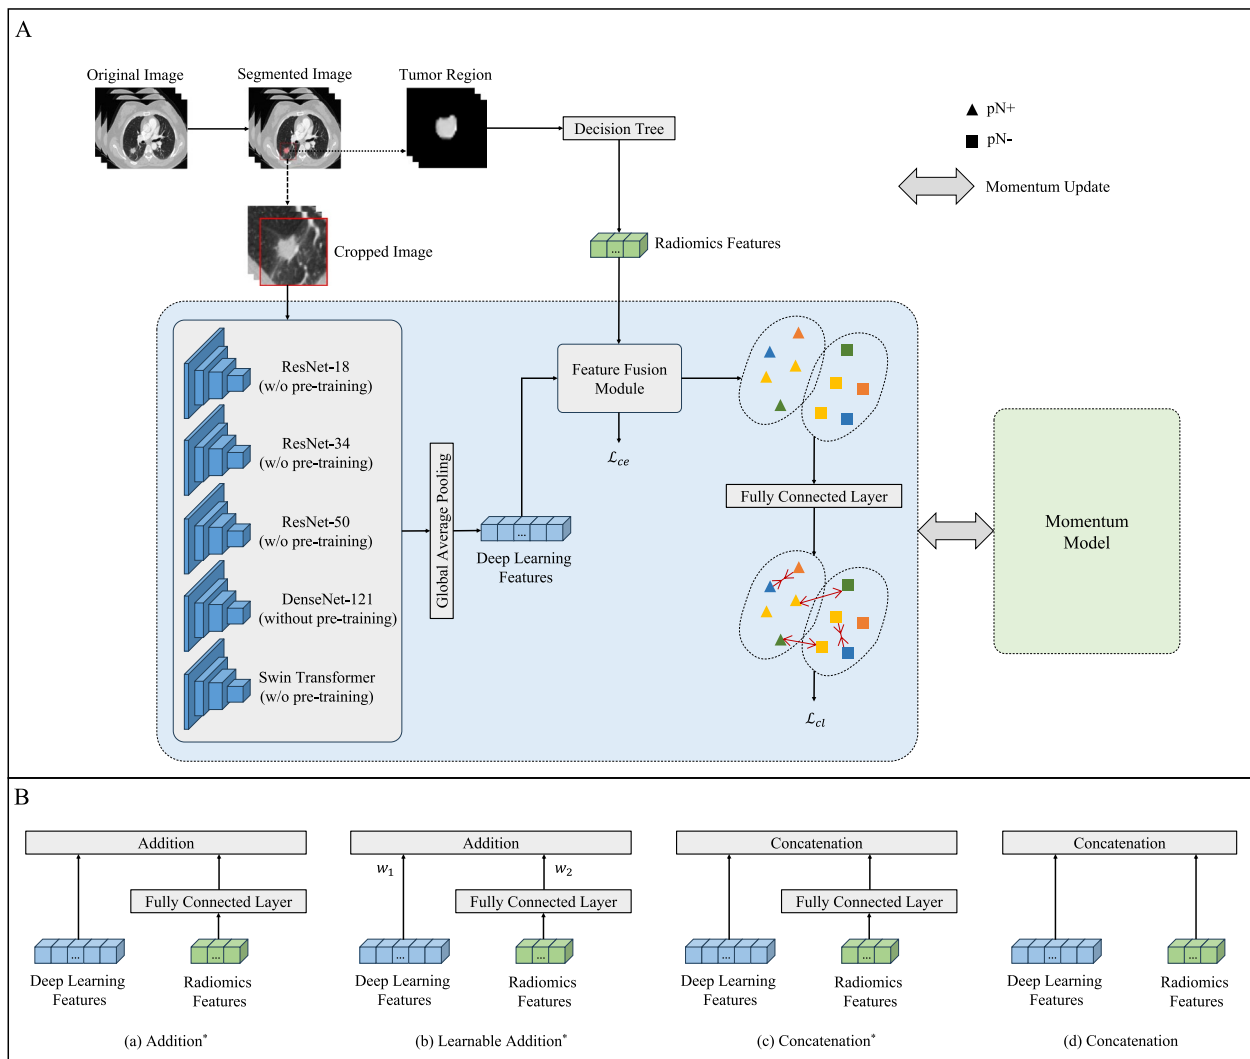 A
Original Image
Segmented Image
Tumor Region
Decision Tree
pN+
pN-
Momentum Update
Radiomics Features
...
Cropped Image
ResNet-18
(w/o pre-training)
ResNet-34
(w/o pre-training)
ResNet-50
(w/o pre-training)
DenseNet-121
(without pre-training)
Swin Transformer
(w/o pre-training)
Global Average Pooling
...
Deep Learning
Features
Feature Fusion
Module
ℒce
Fully Connected Layer
ℒcl
Momentum
Model
B
Addition
Fully Connected Layer
...
...
Deep Learning
Features
Radiomics
Features
(a) Addition*
Addition
w1
w2
Fully Connected Layer
...
...
Deep Learning
Features
Radiomics
Features
(b) Learnable Addition*
Concatenation
Fully Connected Layer
...
...
Deep Learning
Features
Radiomics
Features
(c) Concatenation*
Concatenation
...
...
Deep Learning
Features
Radiomics
Features
(d) Concatenation